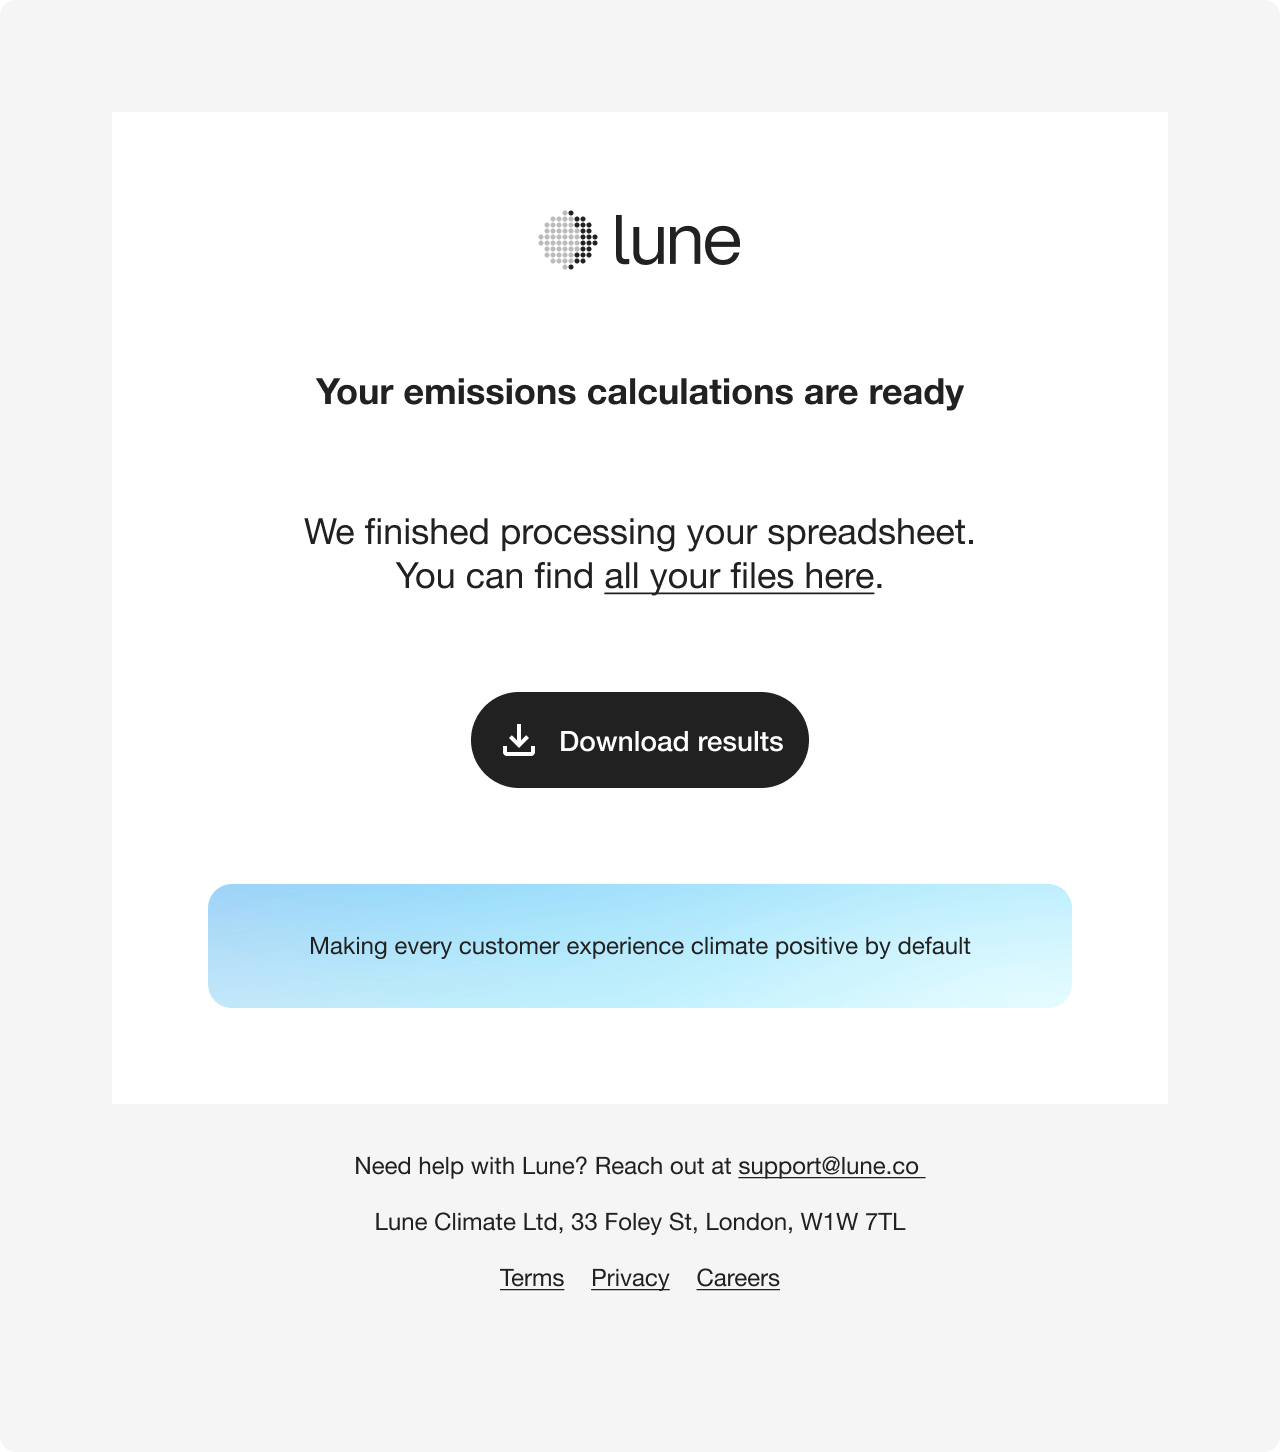 lune
Your emissions calculations are ready
We finished processing your spreadsheet.
You can find all your files here.
Download results
Making every customer experience climate positive by default
Need help with Lune? Reach out at support@lune.co
Lune Climate Ltd, 33 Foley St, London, W1W 7TL
Terms Privacy Careers